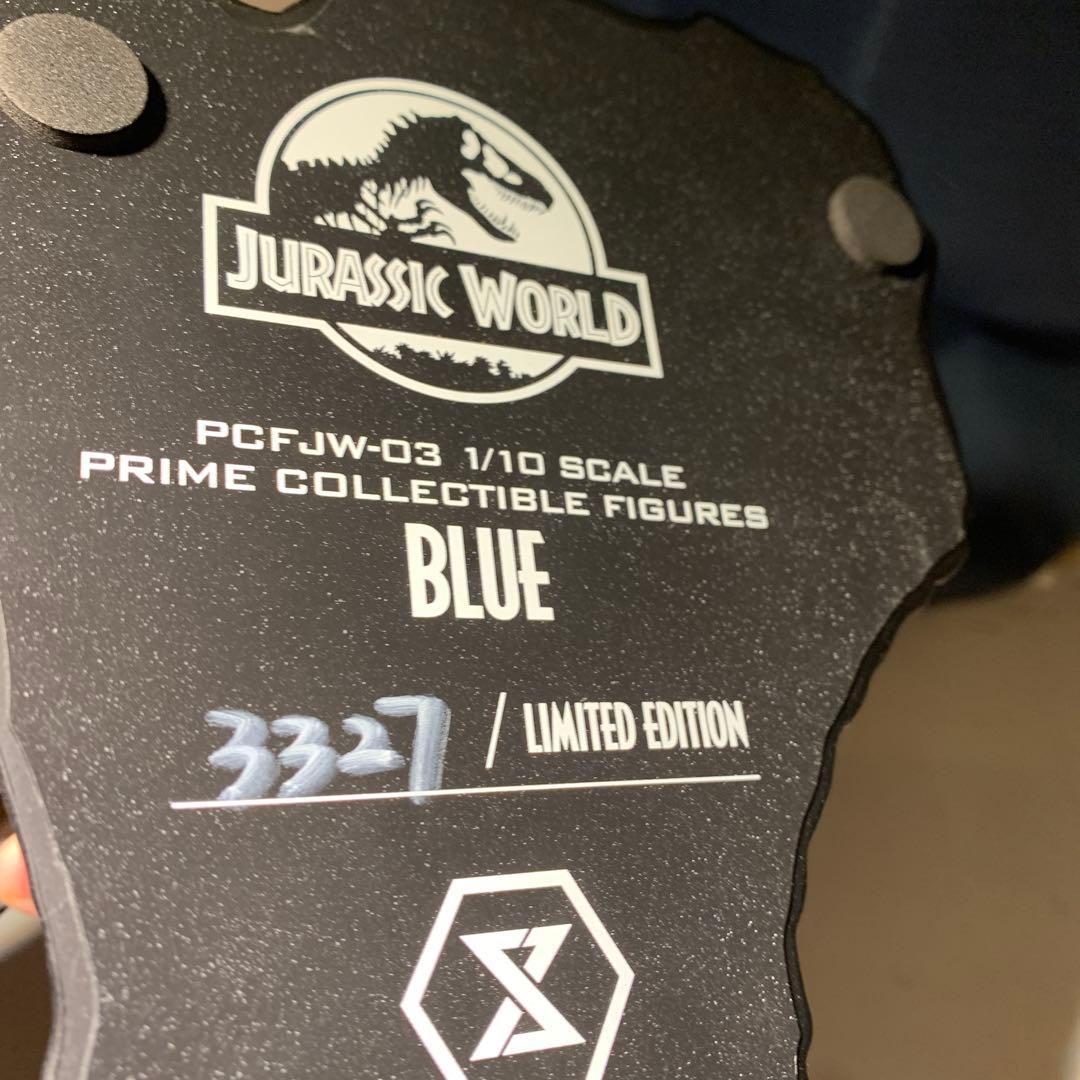 JURASSIC WORLD
PCFJW-03 1/10 SCALE
PRIME COLLECTIBLE FIGURES
BLUE
3327 / LIMITED EDITION